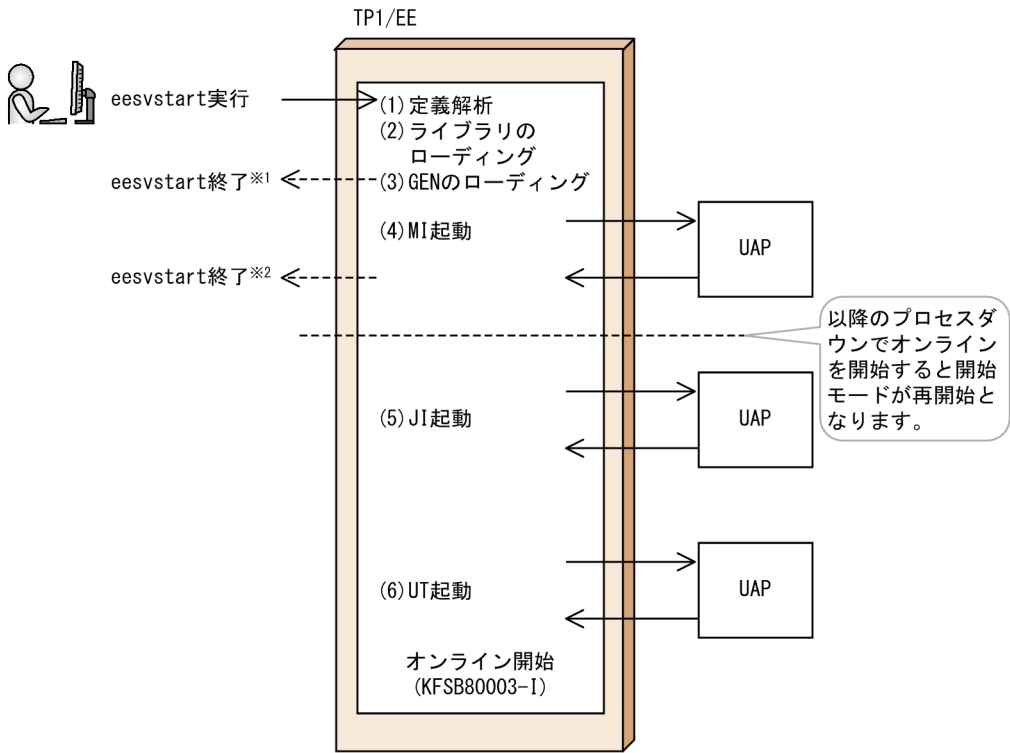 TP1/EE
eesvstart実行
(1)定義解析
(2)ライブラリの
ローディング
eesvstart終了※1
(3)GENのローディング
(4)MI起動
UAP
eesvstart終了※2
以降のプロセスダ
ウンでオンライン
を開始すると開始
モードが再開始と
なります。
(5)JI起動
UAP
(6)UT起動
UAP
オンライン開始
(KFSB80003-I)